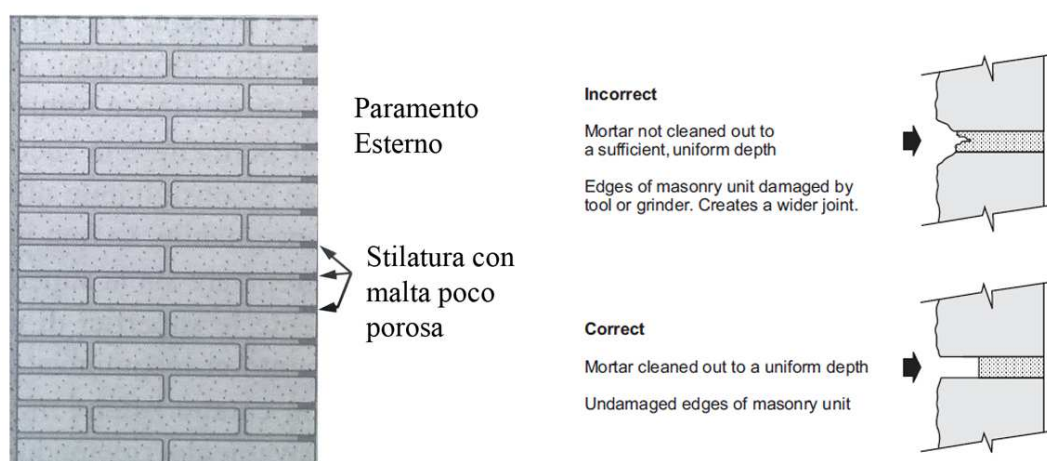 Paramento
Esterno
Stilatura con
malta poco
porosa
Incorrect
Mortar not cleaned out to
a sufficient, uniform depth
Edges of masonry unit damaged by
tool or grinder. Creates a wider joint.
Correct
Mortar cleaned out to a uniform depth
Undamaged edges of masonry unit